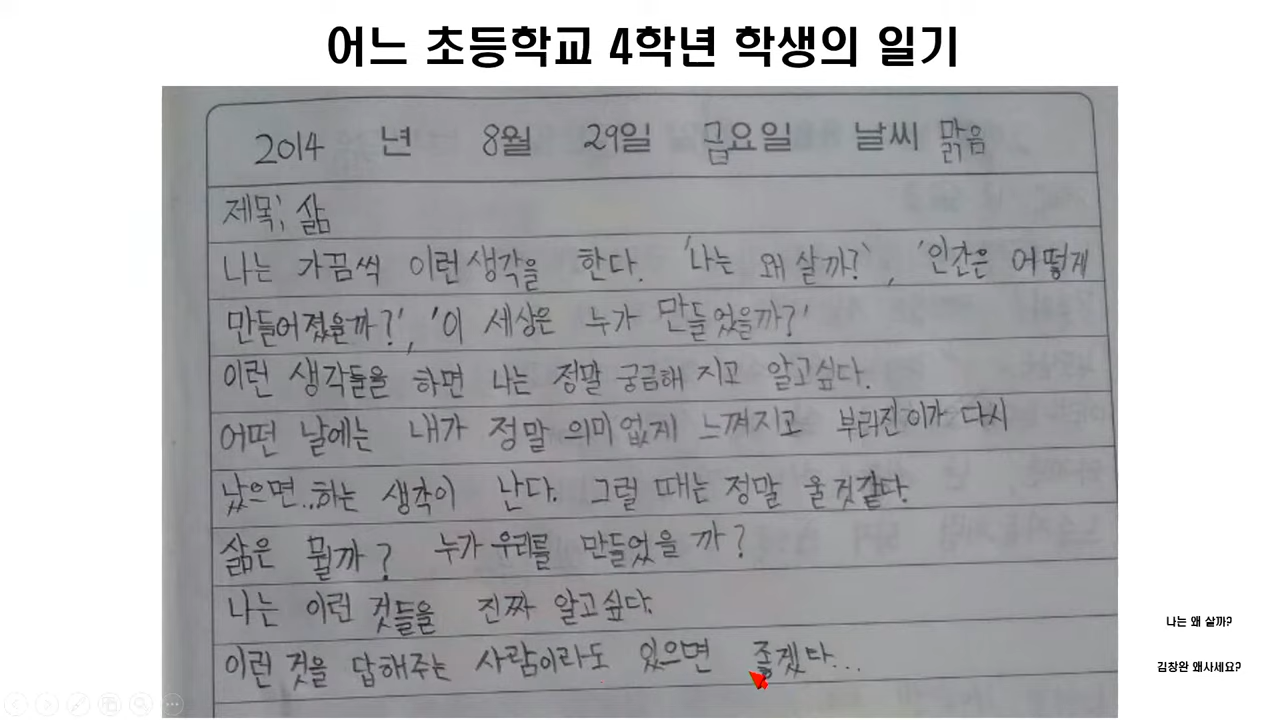 어느 초등학교 4학년 학생의 일기
2014 년 8월 29일 금요일 날씨 맑음
제목; 삶
나는 가끔씩 이런 생각을 한다. '나는 왜 살까?', '인간은 어떻게
만들어졌을까?', '이 세상은 누가 만들었을까?'
이런 생각들을 하면 나는 정말 궁금해 지고 알고싶다.
어떤 날에는 내가 정말 의미없게 느껴지고 부러진 이가 다시
났으면...하는 생각이 난다. 그럴 때는 정말 울것같다.
삶은 뭘까? 누가 우리를 만들었을 까?
나는 이런 것들을 진짜 알고싶다.
이런 것을 답해주는 사람이라도 있으면 좋겠다...
나는 왜 살까?
김창완 왜사세요?